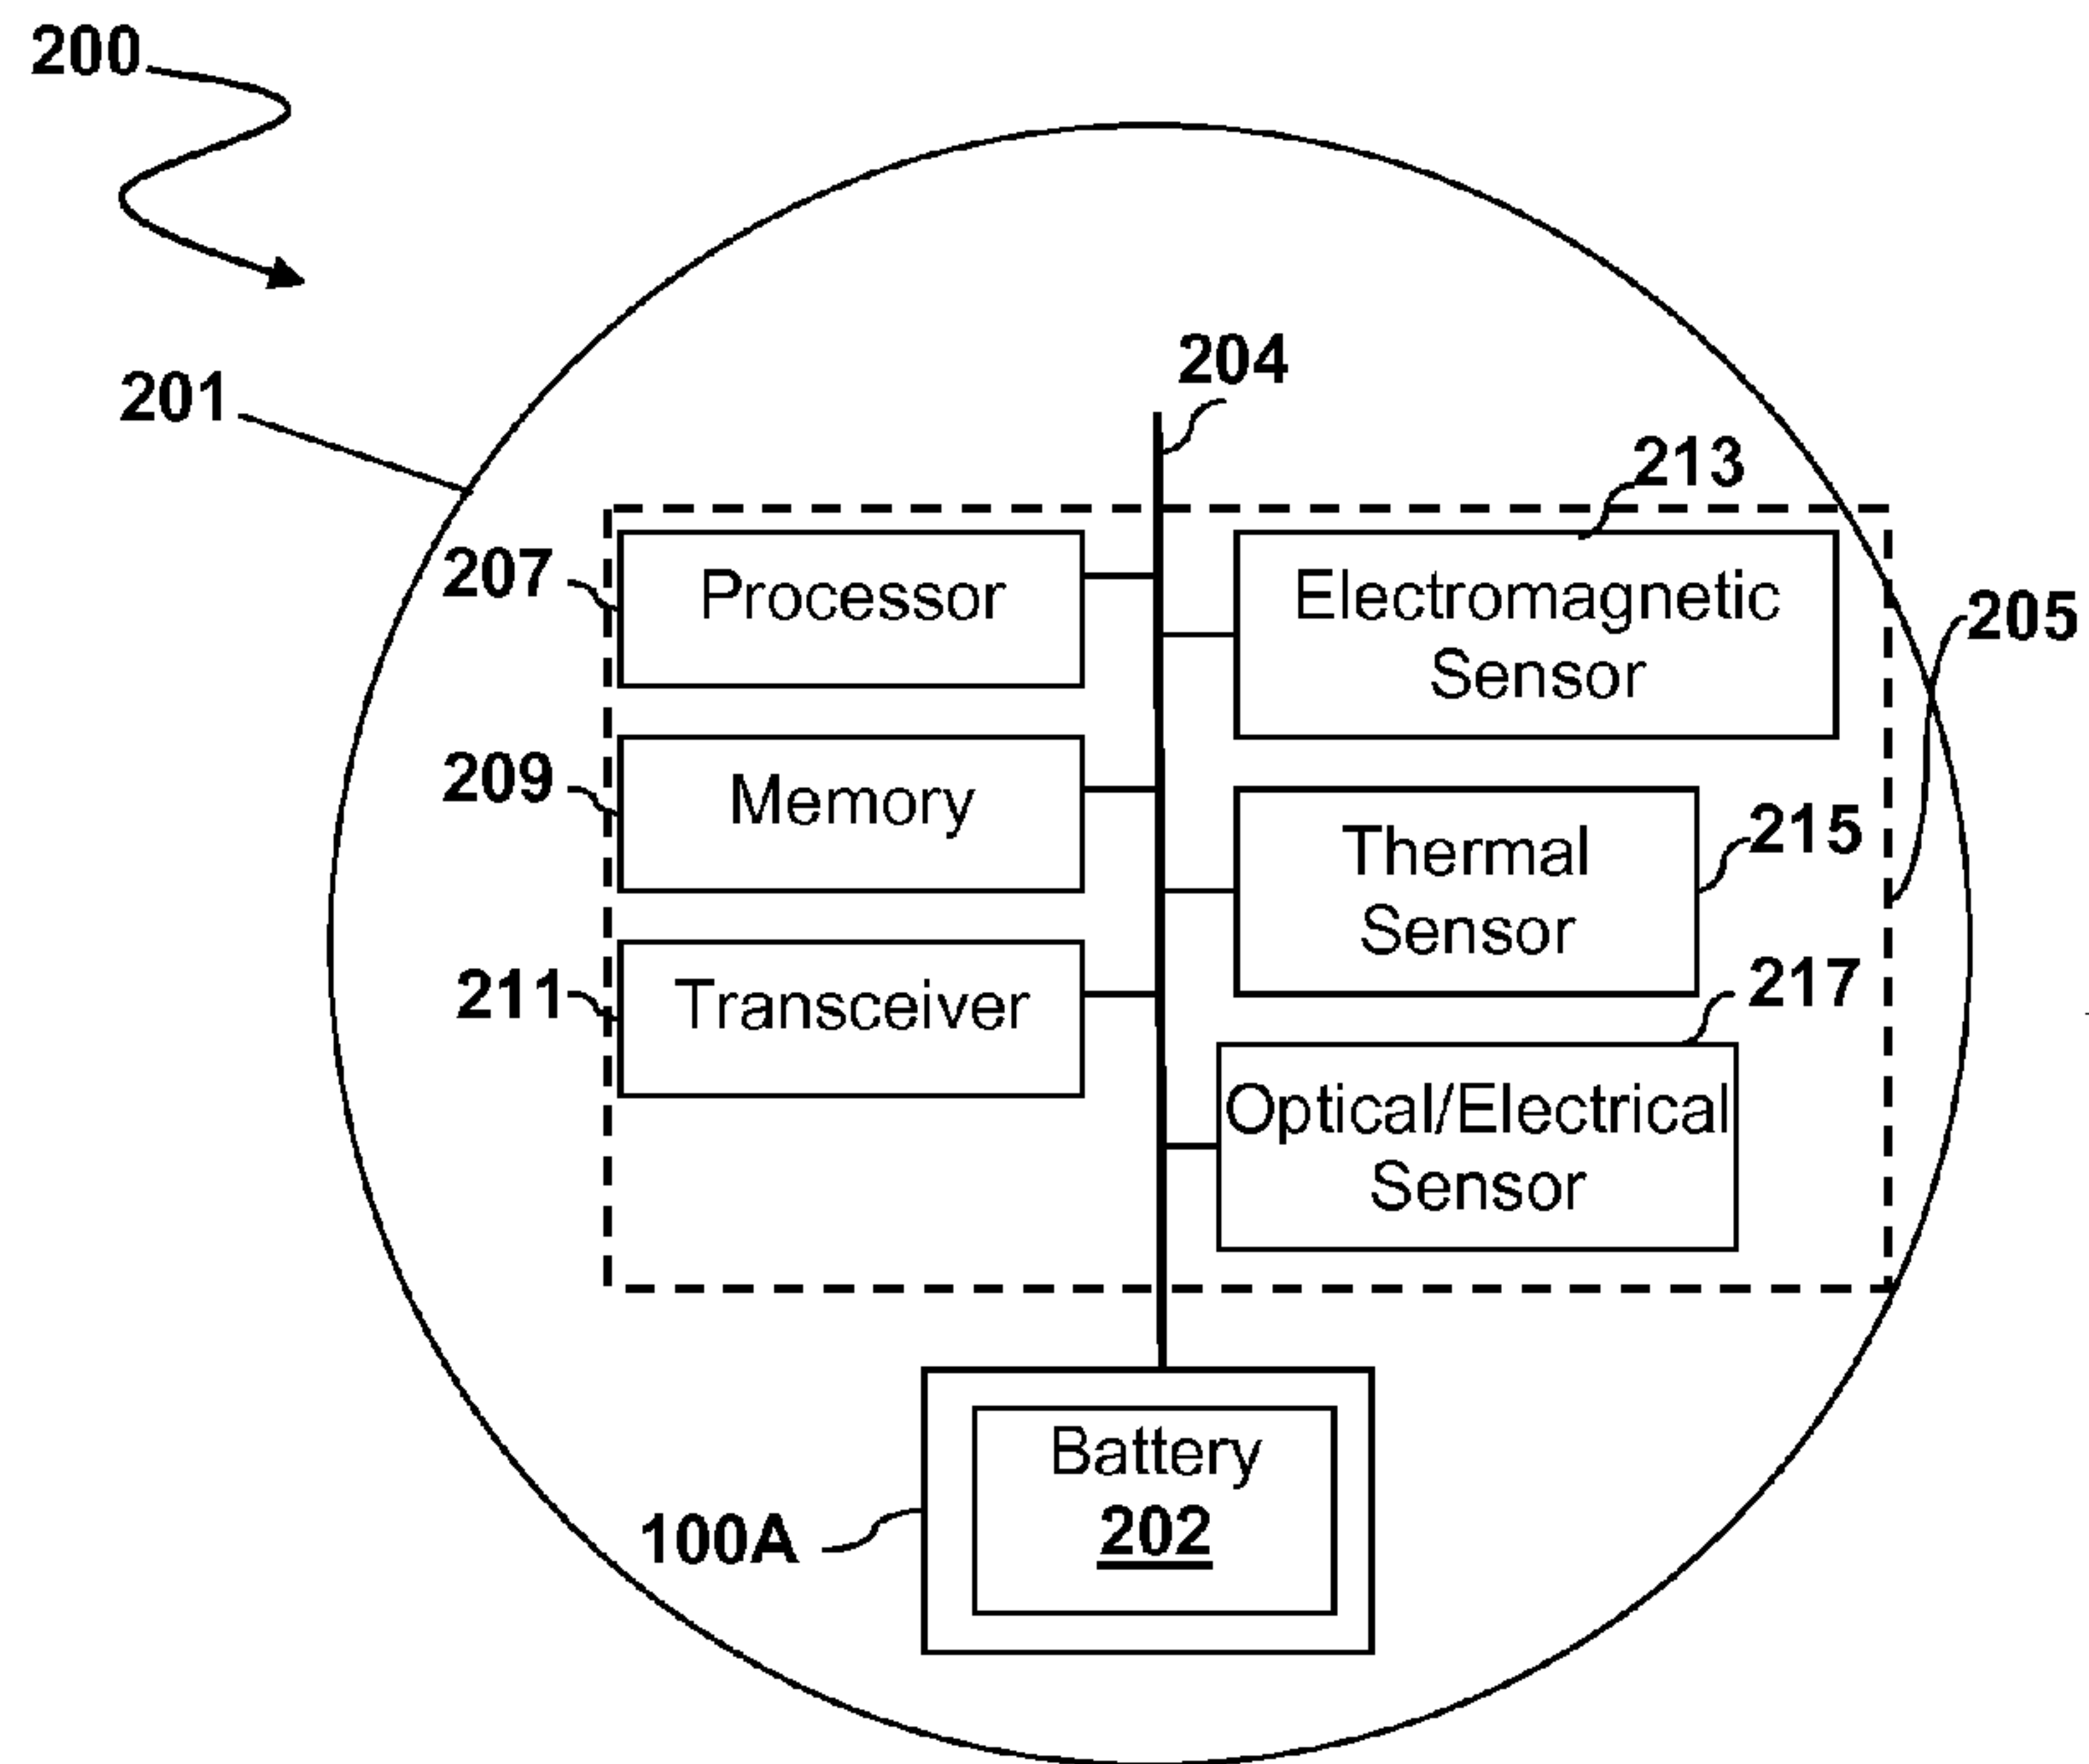 200
201
204
213
207
Processor
Electromagnetic
Sensor
205
209
Memory
Thermal
Sensor
215
211
Transceiver
217
Optical/Electrical
Sensor
Battery
202
100A